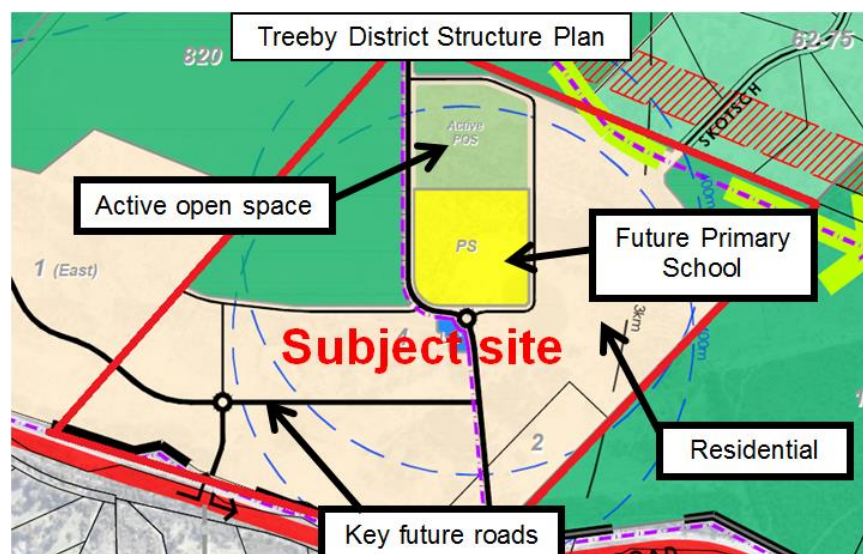 Treeby District Structure Plan
820
62-75
SKOTSCH
Active
POS
Active open space
PS
Future Primary
School
1 (East)
4
Subject site
2
Residential
Key future roads